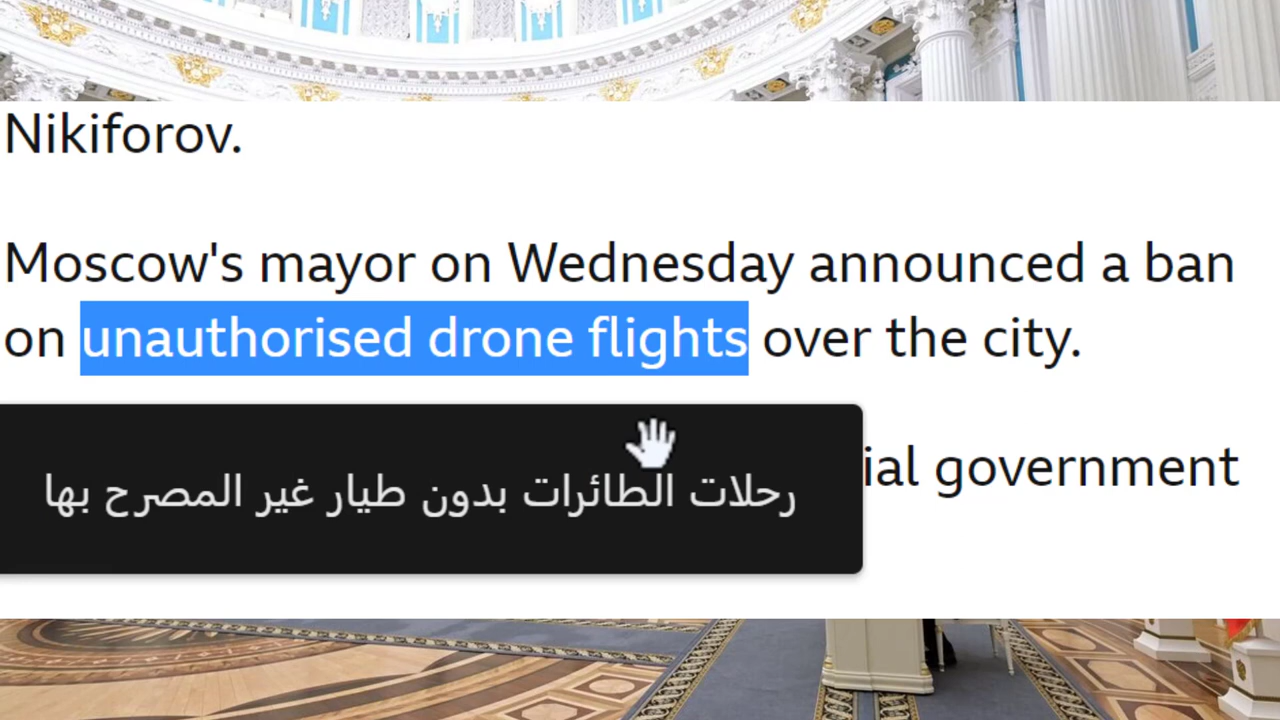 Nikiforov.
Moscow's mayor on Wednesday announced a ban
on unauthorised drone flights over the city.
رحلات الطائرات بدون طيار غير المصرح بها
ial government